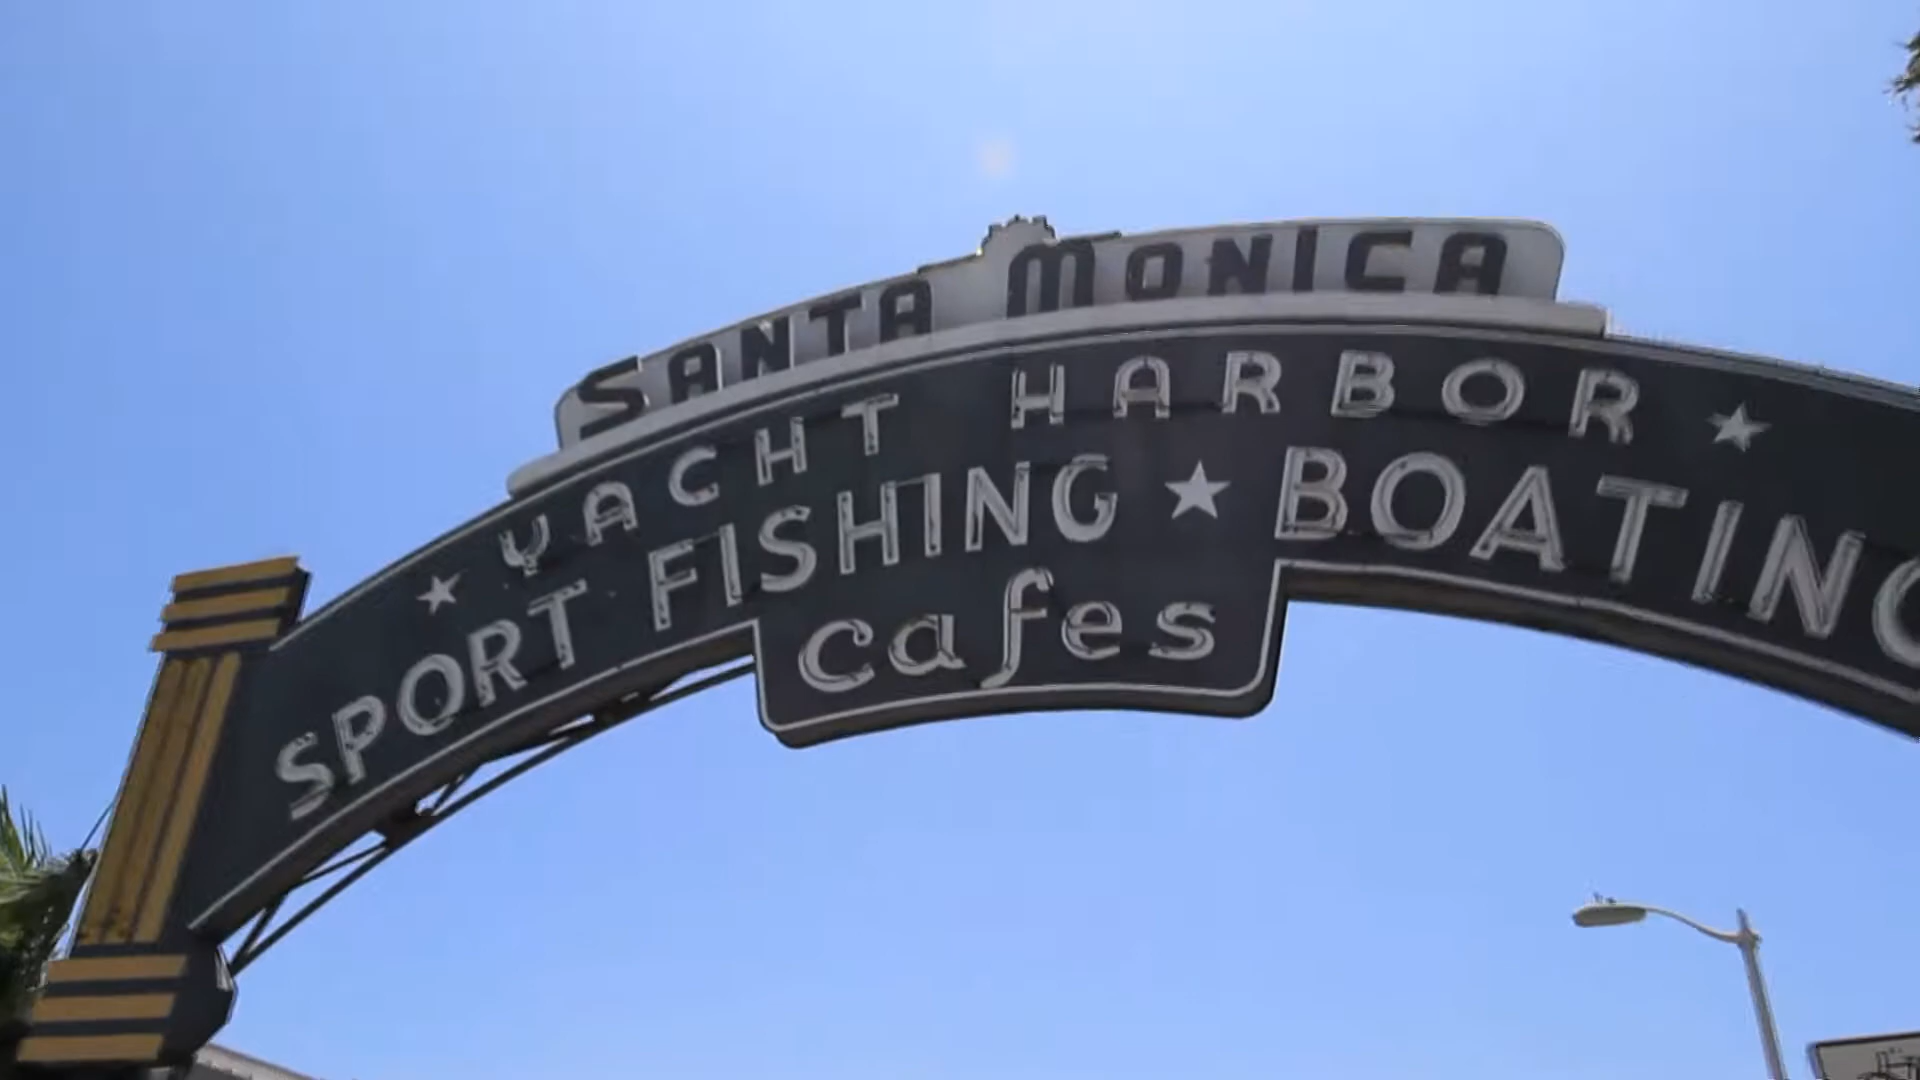 SANTA MONICA
YACHT HARBOR
SPORT FISHING ★ BOATING
cafes